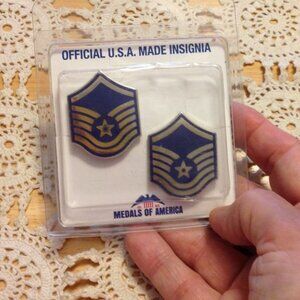 OFFICIAL U.S.A. MADE INSIGNIA
MEDALS OF AMERICA